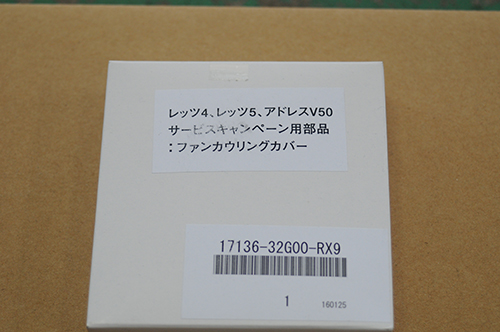 レッツ4、レッツ5、アドレスV50
サービスキャンペーン用部品
：ファンカウリングカバー
17136-32G00-RX9
1
160125